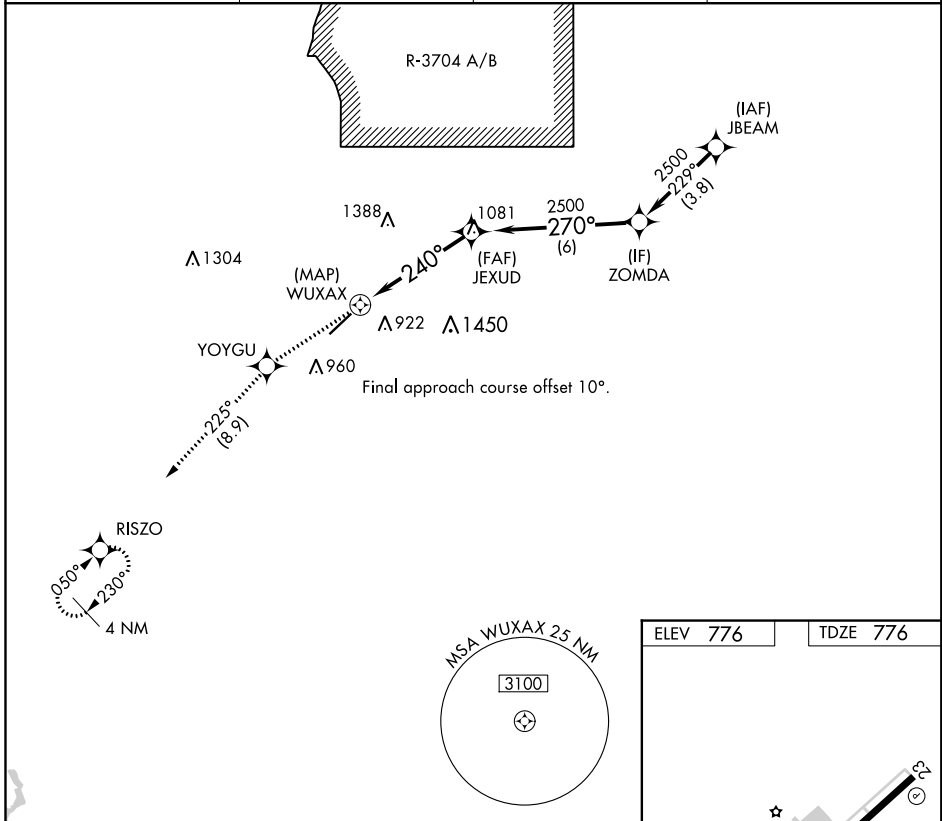 R-3704 A/B
(IAF)
JBEAM
2500
229°
(3.8)
1388
1081
2500
270°
(6)
(FAF)
JEXUD
(IF)
ZOMDA
1304
240°
(MAP)
WUXAX
922
1450
YOYGU
960
Final approach course offset 10°.
225°
(8.9)
RISZO
050°
230°
4 NM
MSA WUXAX 25 NM
3100
ELEV 776
TDZE 776
23
P